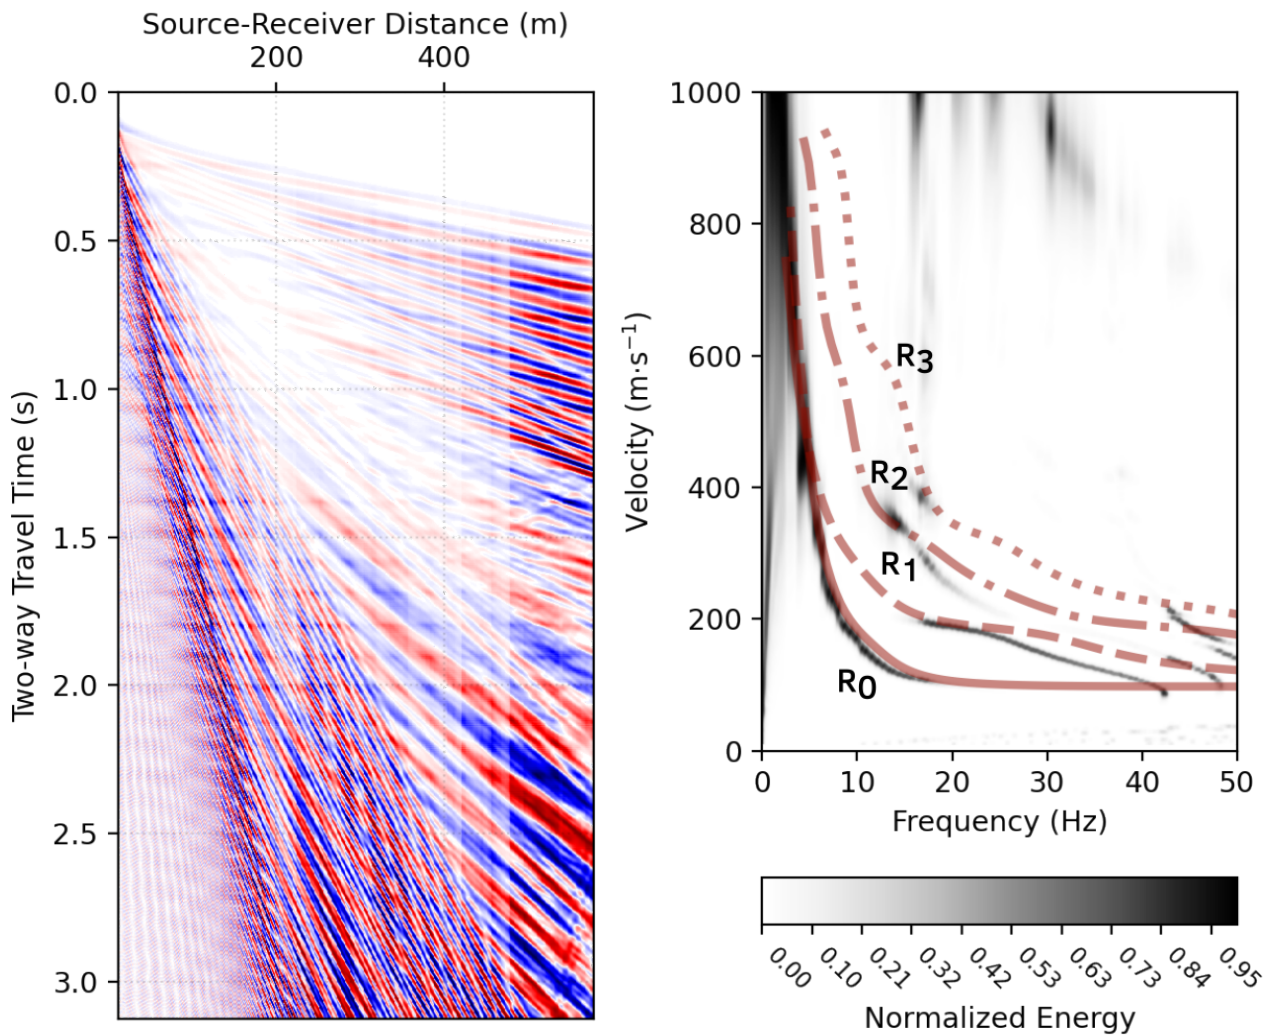 Source-Receiver Distance (m)
200 400
0.0
0.5
1.0
1.5
2.0
2.5
3.0
Two-way Travel Time (s)
1000
800
600
400
200
0
Velocity (m·s⁻¹)
R3
R2
R1
R0
0 10 20 30 40 50
Frequency (Hz)
0.00 0.10 0.21 0.32 0.42 0.53 0.63 0.73 0.84 0.95
Normalized Energy